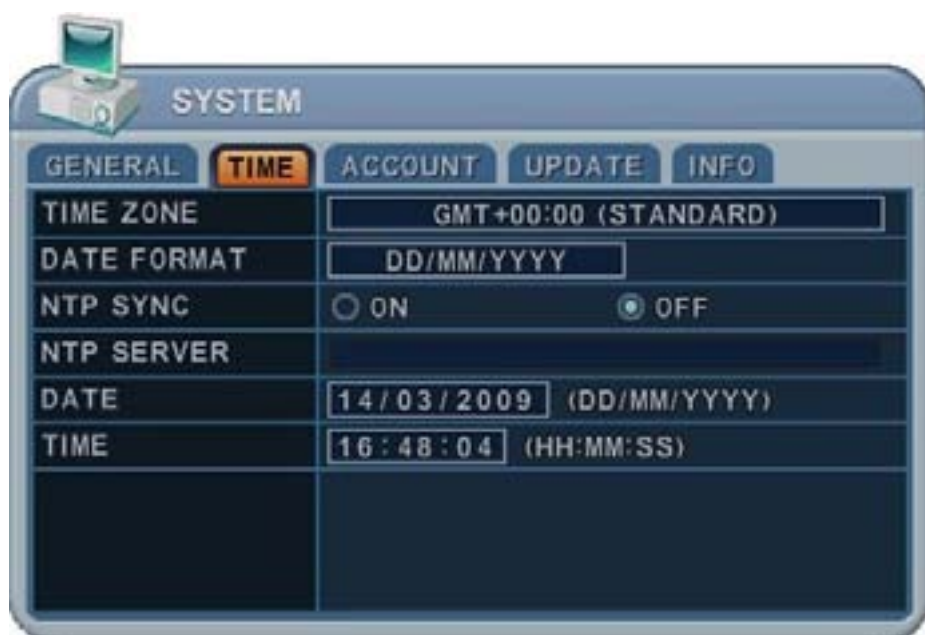 SYSTEM
GENERAL TIME ACCOUNT UPDATE INFO
TIME ZONE GMT+00:00 (STANDARD)
DATE FORMAT DD/MM/YYYY
NTP SYNC ON OFF
NTP SERVER
DATE 14/03/2009 (DD/MM/YYYY)
TIME 16:48:04 (HH:MM:SS)